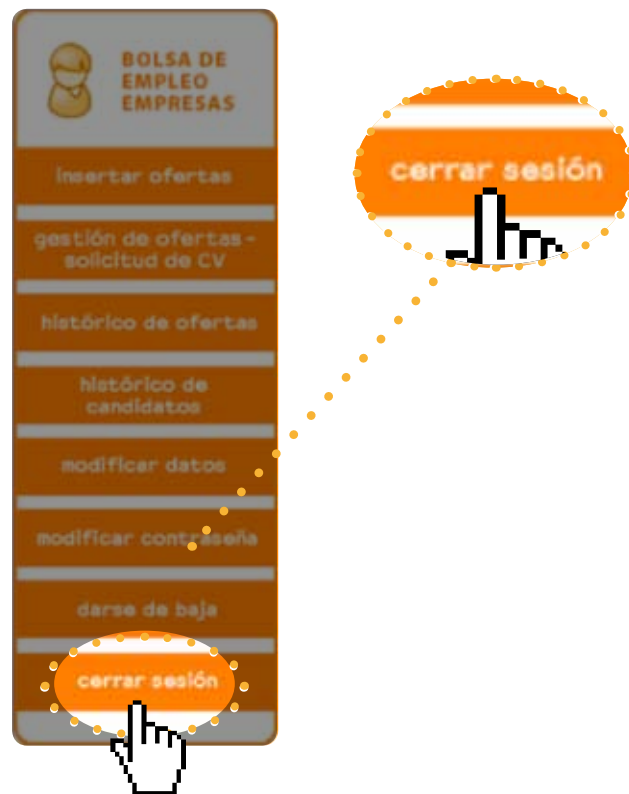 BOLSA DE
EMPLEO
EMPRESAS
insertar ofertas
gestión de ofertas-
solicitud de CV
histórico de ofertas
histórico de
candidatos
modificar datos
modificar contraseña
darse de baja
cerrar sesión
cerrar sesión